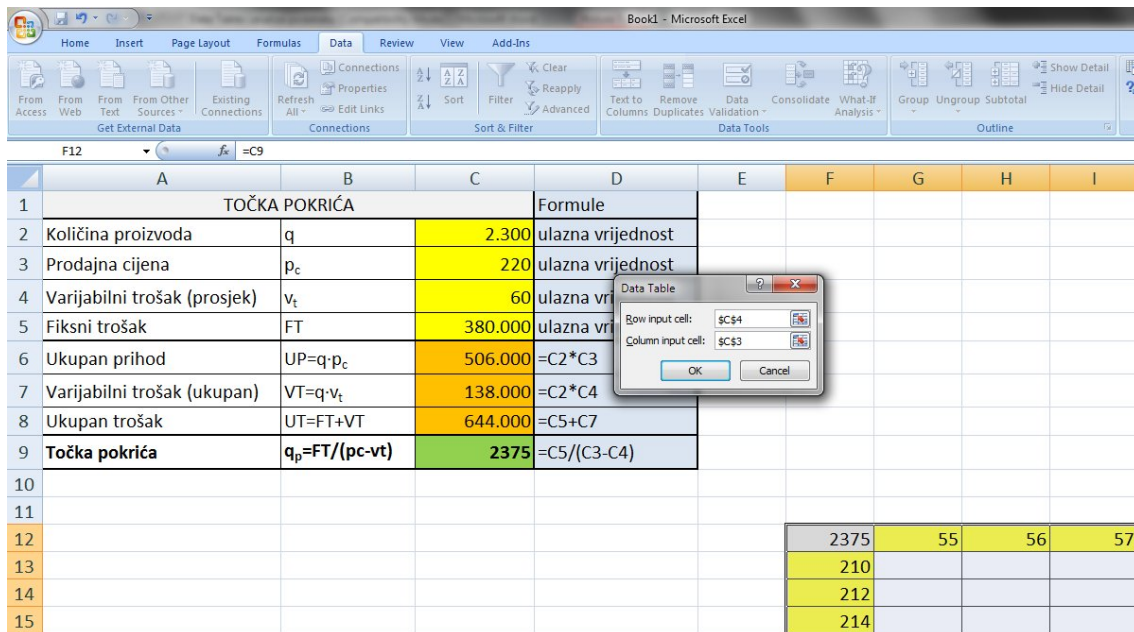 Book1 - Microsoft Excel
Home Insert Page Layout Formulas Data Review View Add-Ins
From Access From Web From Text From Other Sources Existing Connections Refresh All Connections Properties Edit Links Sort Filter Clear Reapply Advanced Text to Columns Remove Duplicates Data Validation Consolidate What-If Analysis Group Ungroup Subtotal Show Detail Hide Detail
Get External Data Connections Sort & Filter Data Tools Outline
F12 fx =C9
A B C D E F G H I
1 TOČKA POKRIĆA Formule
2 Količina proizvoda q 2.300 ulazna vrijednost
3 Prodajna cijena pc 220 ulazna vrijednost
4 Varijabilni trošak (prosjek) vt 60 ulazna vri
5 Fiksni trošak FT 380.000 ulazna vri
6 Ukupan prihod UP=q·pc 506.000 =C2*C3
7 Varijabilni trošak (ukupan) VT=q·vt 138.000 =C2*C4
8 Ukupan trošak UT=FT+VT 644.000 =C5+C7
9 Točka pokrića qp=FT/(pc-vt) 2375 =C5/(C3-C4)
Data Table ?
Row input cell: $C$4
Column input cell: $C$3
OK Cancel
10
11
12 2375 55 56 57
13 210
14 212
15 214